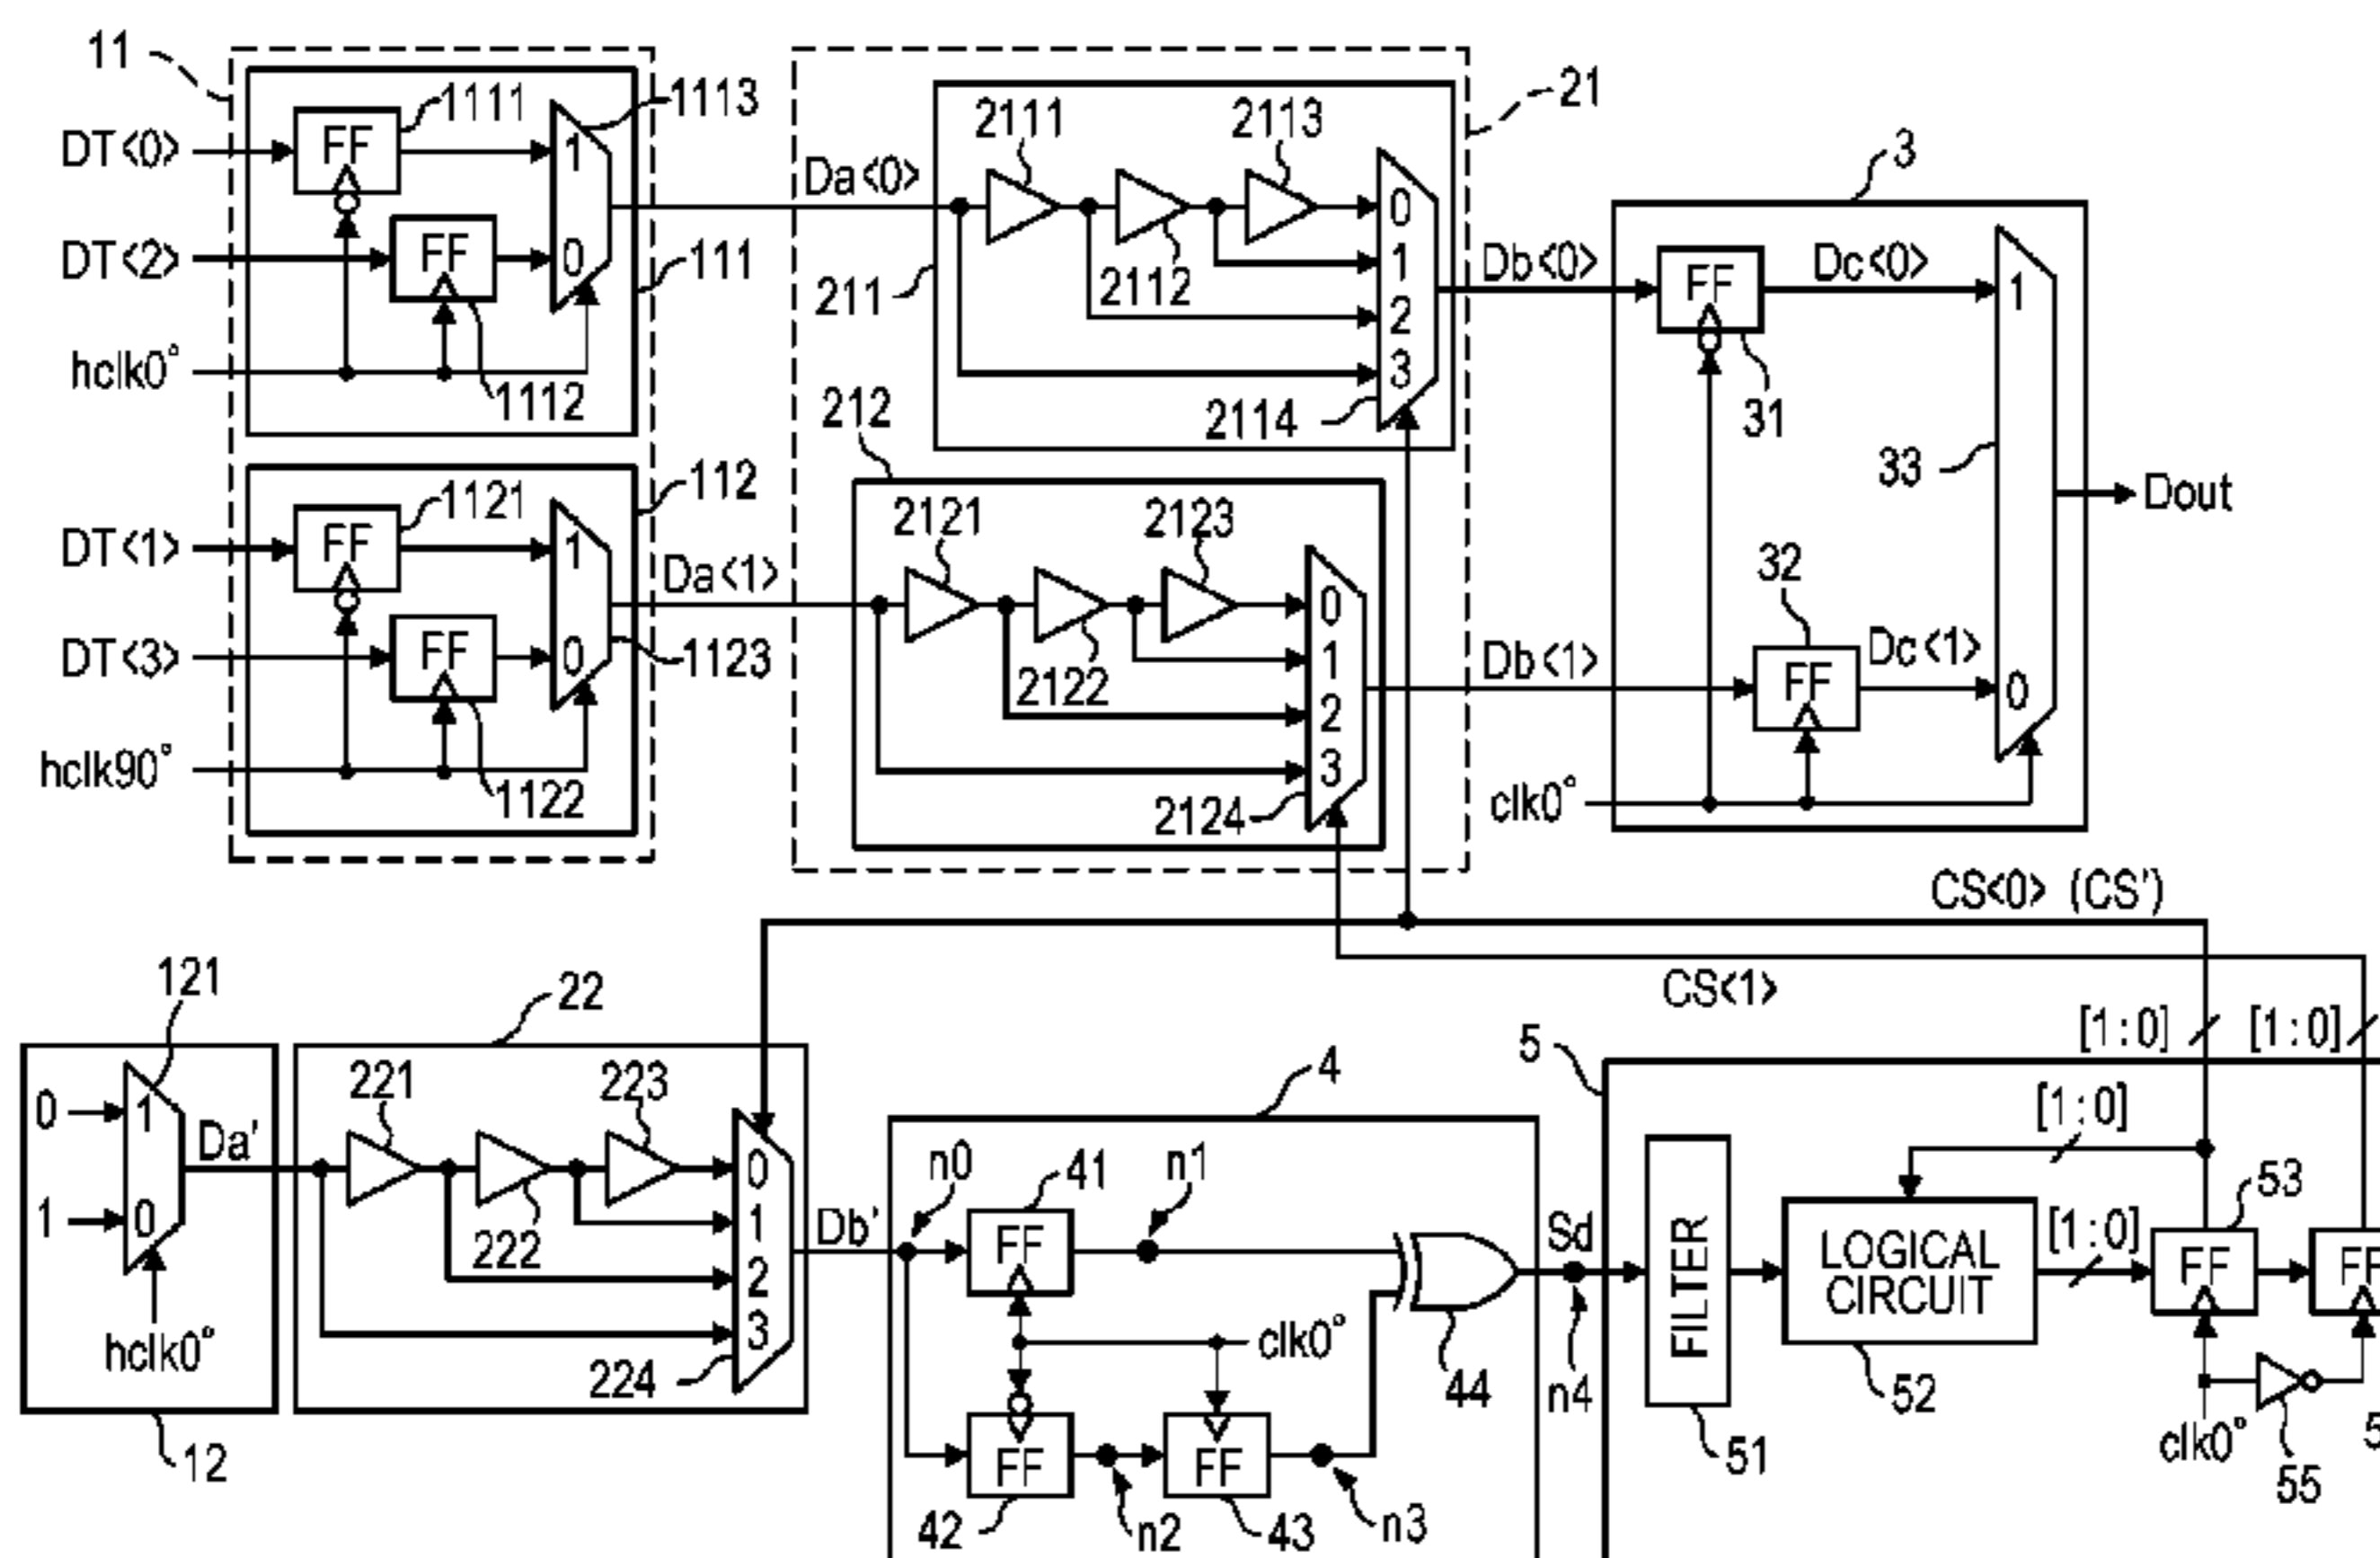 11
1111
1113
DT<0>
FF
1
DT<2>
FF
0
111
hclk0°
1112
1121
112
DT<1>
FF
1
DT<3>
FF
0
1123
hclk90°
1122
Da<0>
2111
2113
21
0
1
2
3
2112
211
2114
212
Da<1>
2121
2123
0
1
2
3
2122
2124
3
Db<0>
FF
Dc<0>
1
31
33
Dout
32
Db<1>
FF
Dc<1>
0
clk0°
CS<0> (CS')
CS<1>
[1:0]
[1:0]
121
0
1
1
0
Da'
hclk0°
12
22
221
223
222
0
1
2
3
224
Db'
4
n0
41
n1
FF
clk0°
44
FF
FF
42
n2
43
n3
Sd
n4
5
[1:0]
FILTER
51
LOGICAL
CIRCUIT
52
[1:0]
53
FF
clk0°
55